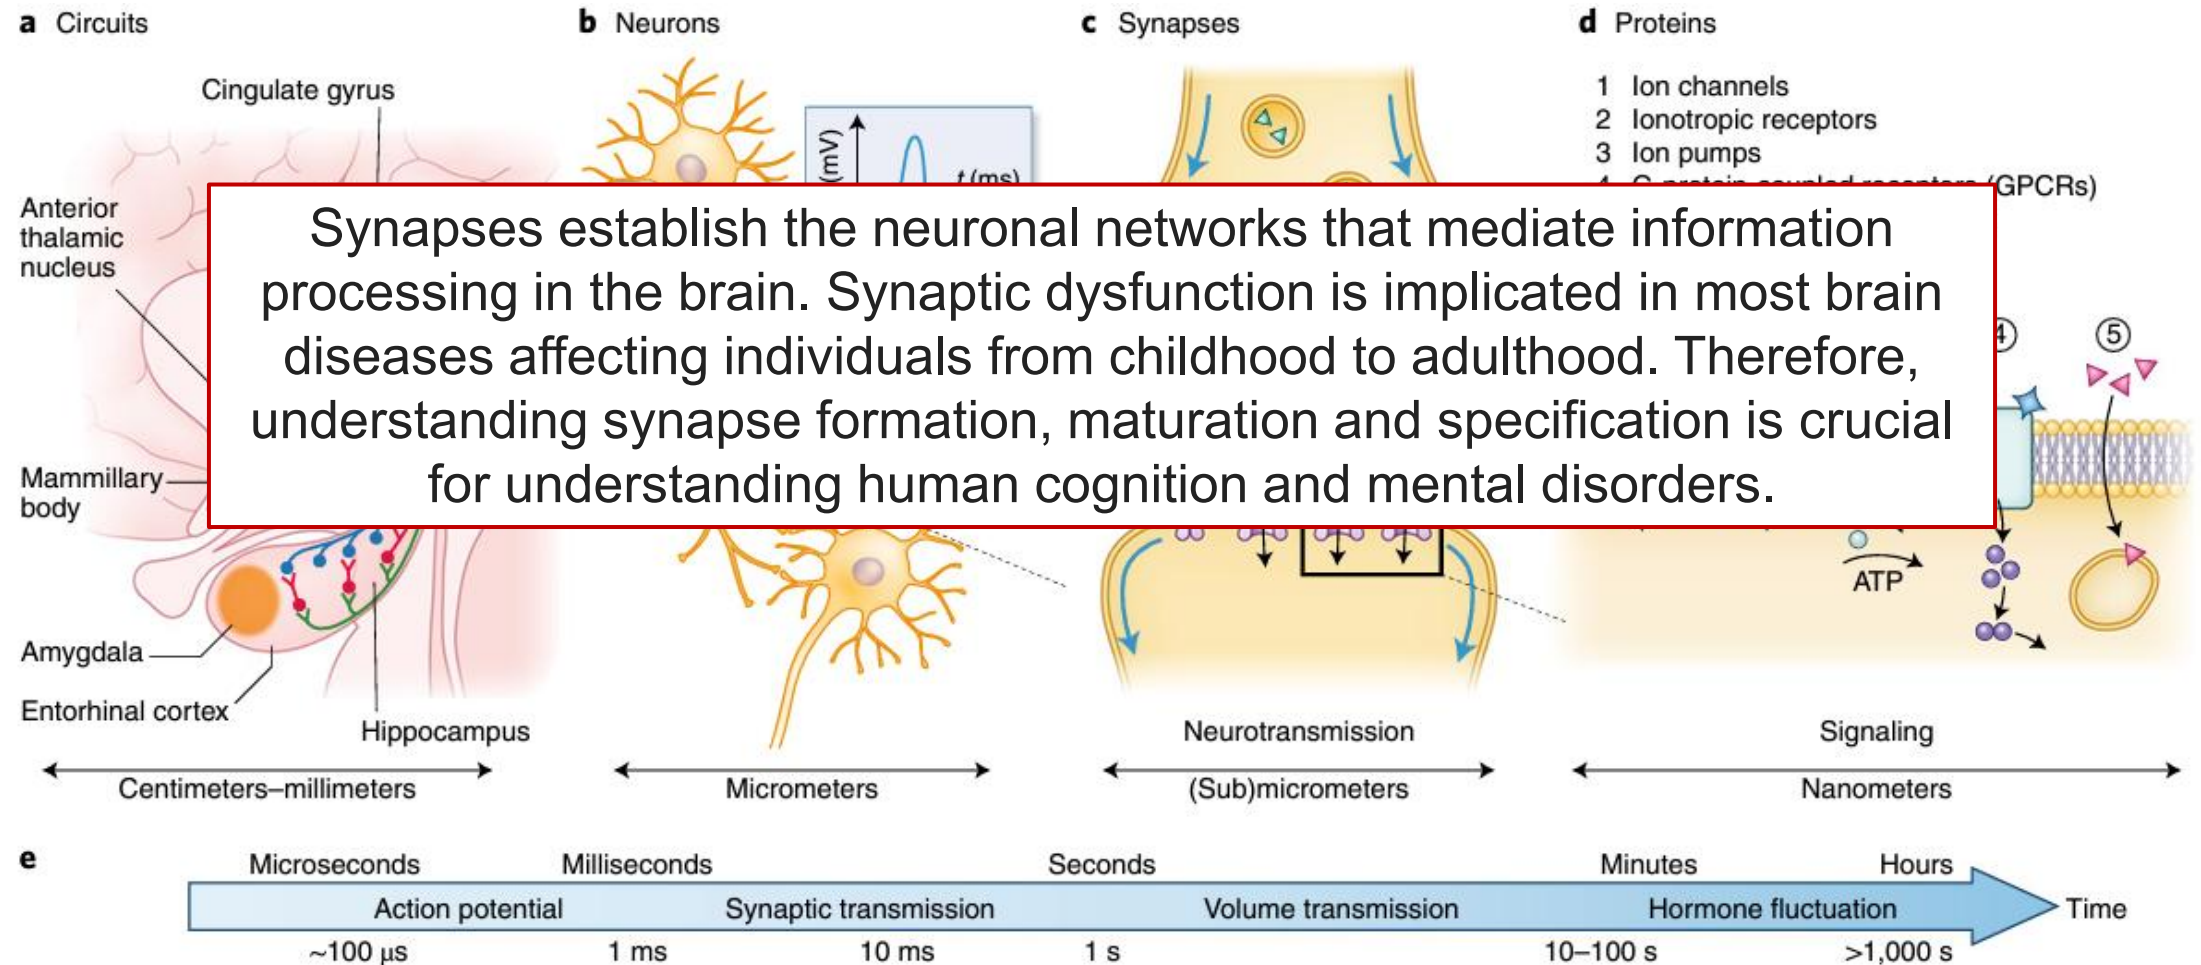 a Circuits
Cingulate gyrus
Anterior
thalamic
nucleus
Mammillary
body
Amygdala
Entorhinal cortex
Hippocampus
Centimeters–millimeters
b Neurons
(mV)
t (ms)
Micrometers
c Synapses
Neurotransmission
(Sub)micrometers
d Proteins
1 Ion channels
2 Ionotropic receptors
3 Ion pumps
4 G-protein-coupled receptors (GPCRs)
4
5
ATP
Signaling
Nanometers
Synapses establish the neuronal networks that mediate information
processing in the brain. Synaptic dysfunction is implicated in most brain
diseases affecting individuals from childhood to adulthood. Therefore,
understanding synapse formation, maturation and specification is crucial
for understanding human cognition and mental disorders.
e
Microseconds Milliseconds Seconds Minutes Hours
Action potential Synaptic transmission Volume transmission Hormone fluctuation Time
~100 µs 1 ms 10 ms 1 s 10–100 s >1,000 s